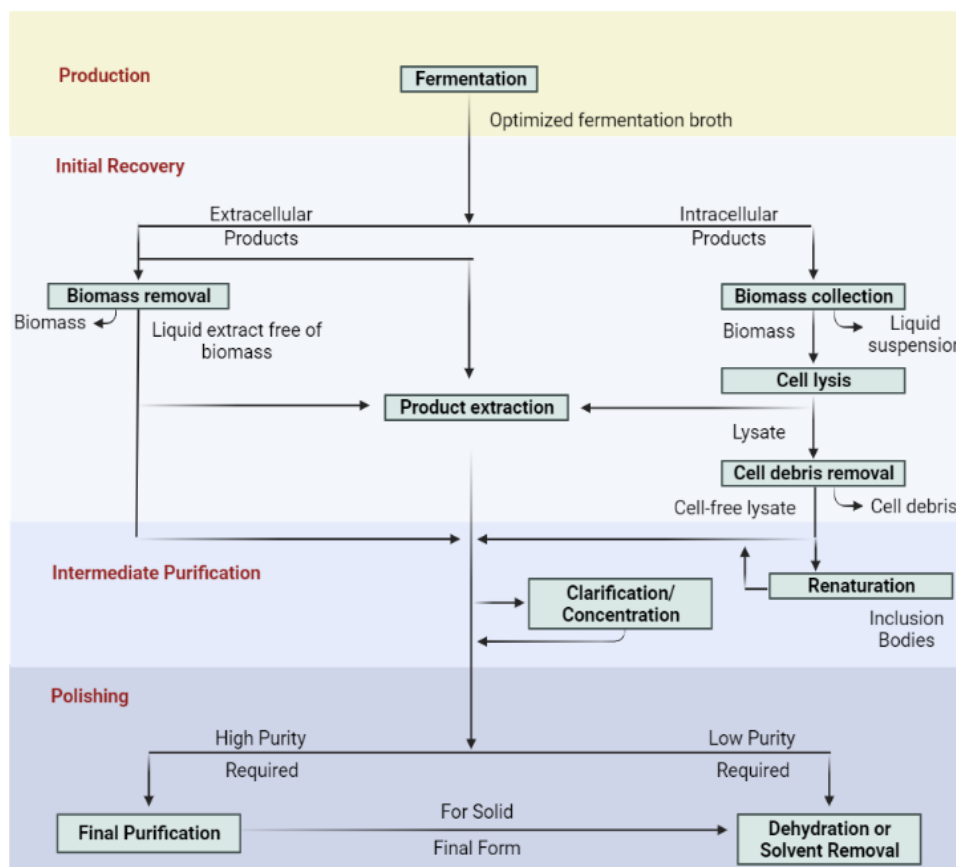 Production
Fermentation
Optimized fermentation broth
Initial Recovery
Extracellular
Products
Intracellular
Products
Biomass removal
Biomass collection
Biomass
Liquid extract free of
biomass
Biomass
Liquid
suspension
Cell lysis
Product extraction
Lysate
Cell debris removal
Cell-free lysate
Cell debris
Intermediate Purification
Clarification/
Concentration
Renaturation
Inclusion
Bodies
Polishing
High Purity
Required
Low Purity
Required
Final Purification
For Solid
Final Form
Dehydration or
Solvent Removal